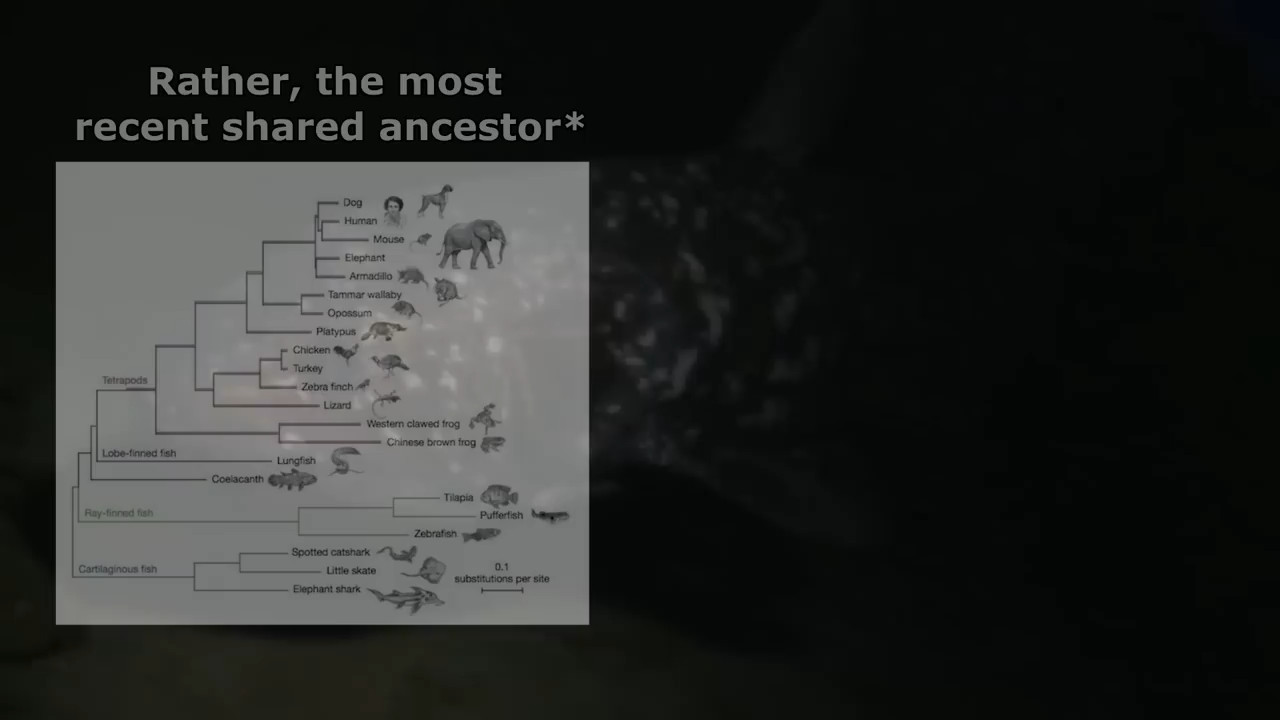 Rather, the most
recent shared ancestor*
Dog
Human
Mouse
Elephant
Armadillo
Tammar wallaby
Opossum
Platypus
Chicken
Turkey
Tetrapods
Zebra finch
Lizard
Western clawed frog
Chinese brown frog
Lobe-finned fish
Lungfish
Coelacanth
Tilapia
Ray-finned fish
Pufferfish
Zebrafish
Spotted catshark
Cartilaginous fish
Little skate
0.1
substitutions per site
Elephant shark